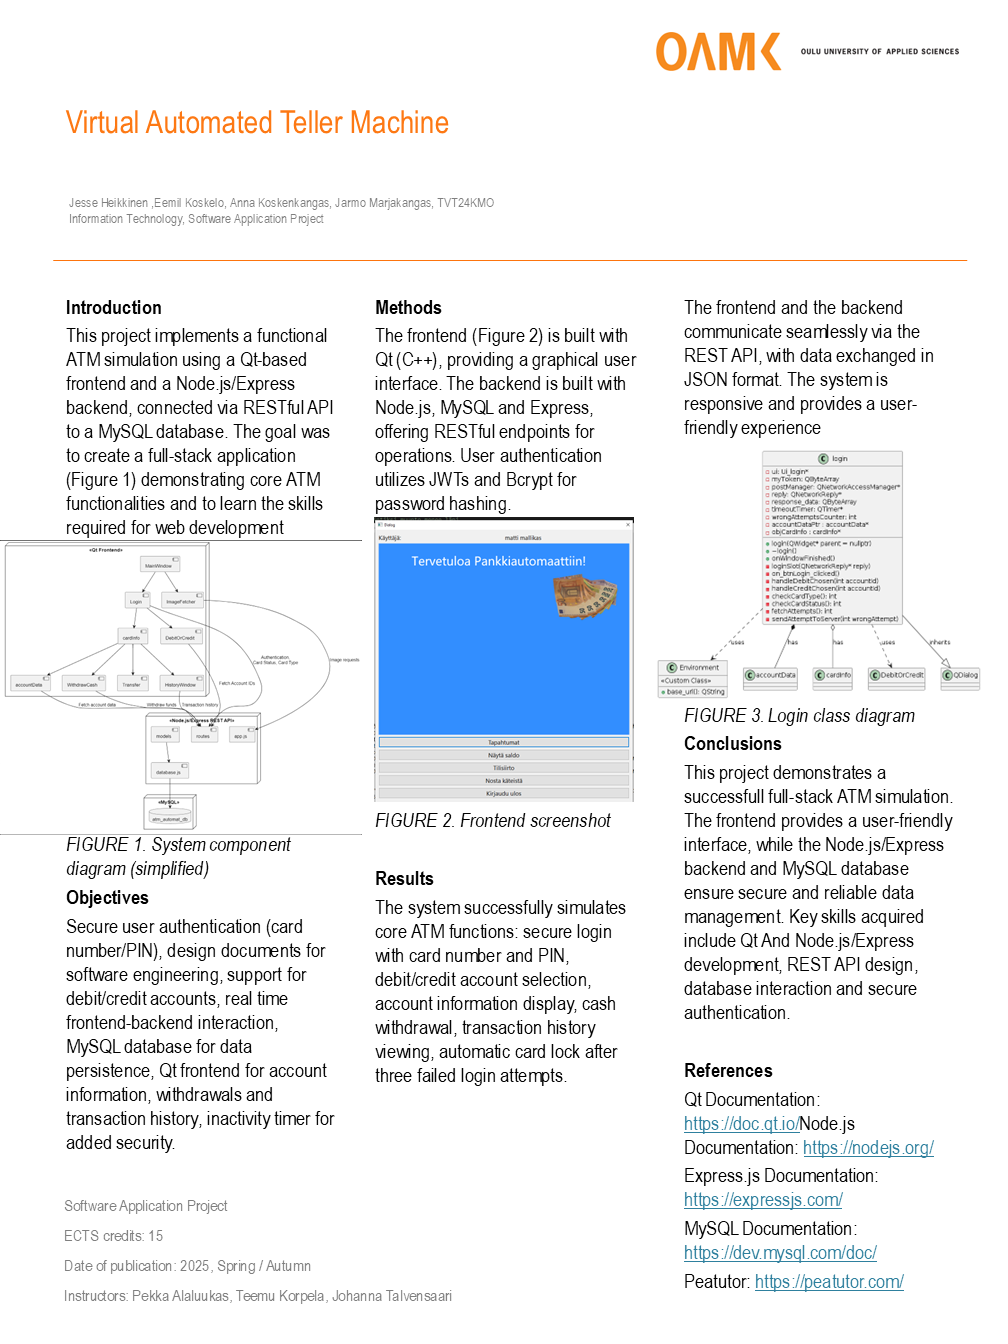 OAMK
OULU UNIVERSITY OF APPLIED SCIENCES
Virtual Automated Teller Machine
Jesse Heikkinen ,Eemil Koskelo, Anna Koskenkangas, Jarmo Marjakangas, TVT24KMO
Information Technology, Software Application Project
Introduction
This project implements a functional
ATM simulation using a Qt-based
frontend and a Node.js/Express
backend, connected via RESTful API
to a MySQL database. The goal was
to create a full-stack application
(Figure 1) demonstrating core ATM
functionalities and to learn the skills
required for web development
«Qt Frontend»
MainWindow
Login
ImageFetcher
cardInfo
DebitOrCredit
Authentication,
Card Status, Card Type
Image requests
accountData
WithdrawCash
Transfer
HistoryWindow
Fetch Account IDs
Fetch account data
Withdraw funds
Transaction history
«Node.js/Express REST API»
models
routes
app.js
database.js
«MySQL»
atm_automat_db
FIGURE 1. System component
diagram (simplified)
Objectives
Secure user authentication (card
number/PIN), design documents for
software engineering, support for
debit/credit accounts, real time
frontend-backend interaction,
MySQL database for data
persistence, Qt frontend for account
information, withdrawals and
transaction history, inactivity timer for
added security.
Methods
The frontend (Figure 2) is built with
Qt (C++), providing a graphical user
interface. The backend is built with
Node.js, MySQL and Express,
offering RESTful endpoints for
operations. User authentication
utilizes JWTs and Bcrypt for
password hashing.
Dialog
Käyttäjä:
matti mallikas
Tervetuloa Pankkiautomaattiin!
Tapahtumat
Näytä saldo
Tilisiirto
Nosta käteistä
Kirjaudu ulos
FIGURE 2. Frontend screenshot
Results
The system successfully simulates
core ATM functions: secure login
with card number and PIN,
debit/credit account selection,
account information display, cash
withdrawal, transaction history
viewing, automatic card lock after
three failed login attempts.
The frontend and the backend
communicate seamlessly via the
REST API, with data exchanged in
JSON format. The system is
responsive and provides a user-
friendly experience
C login
ui: Ui_login*
myToken: QByteArray
postManager: QNetworkAccessManager*
reply: QNetworkReply*
response_data: QByteArray
timeoutTimer: QTimer*
wrongAttemptsCounter: int
accountDataPtr : accountData*
objCardInfo : cardInfo*
login(QWidget* parent = nullptr)
~login()
onWindowFinished()
loginSlot(QNetworkReply* reply)
on_btnLogin_clicked()
handleDebitChosen(int accountid)
handleCreditChosen(int accountid)
checkCardType(): int
checkCardStatus(): int
fetchAttempts(): int
sendAttemptToServer(int wrongAttempt)
uses
has
has
uses
inherits
C Environment
«Custom Class»
base_url(): QString
C accountData
C cardInfo
C DebitOrCredit
C QDialog
FIGURE 3. Login class diagram
Conclusions
This project demonstrates a
successfull full-stack ATM simulation.
The frontend provides a user-friendly
interface, while the Node.js/Express
backend and MySQL database
ensure secure and reliable data
management. Key skills acquired
include Qt And Node.js/Express
development, REST API design,
database interaction and secure
authentication.
References
Qt Documentation:
https://doc.qt.io/Node.js
Documentation: https://nodejs.org/
Express.js Documentation:
https://expressjs.com/
MySQL Documentation:
https://dev.mysql.com/doc/
Peatutor: https://peatutor.com/
Software Application Project
ECTS credits: 15
Date of publication: 2025, Spring / Autumn
Instructors: Pekka Alaluukas, Teemu Korpela, Johanna Talvensaari